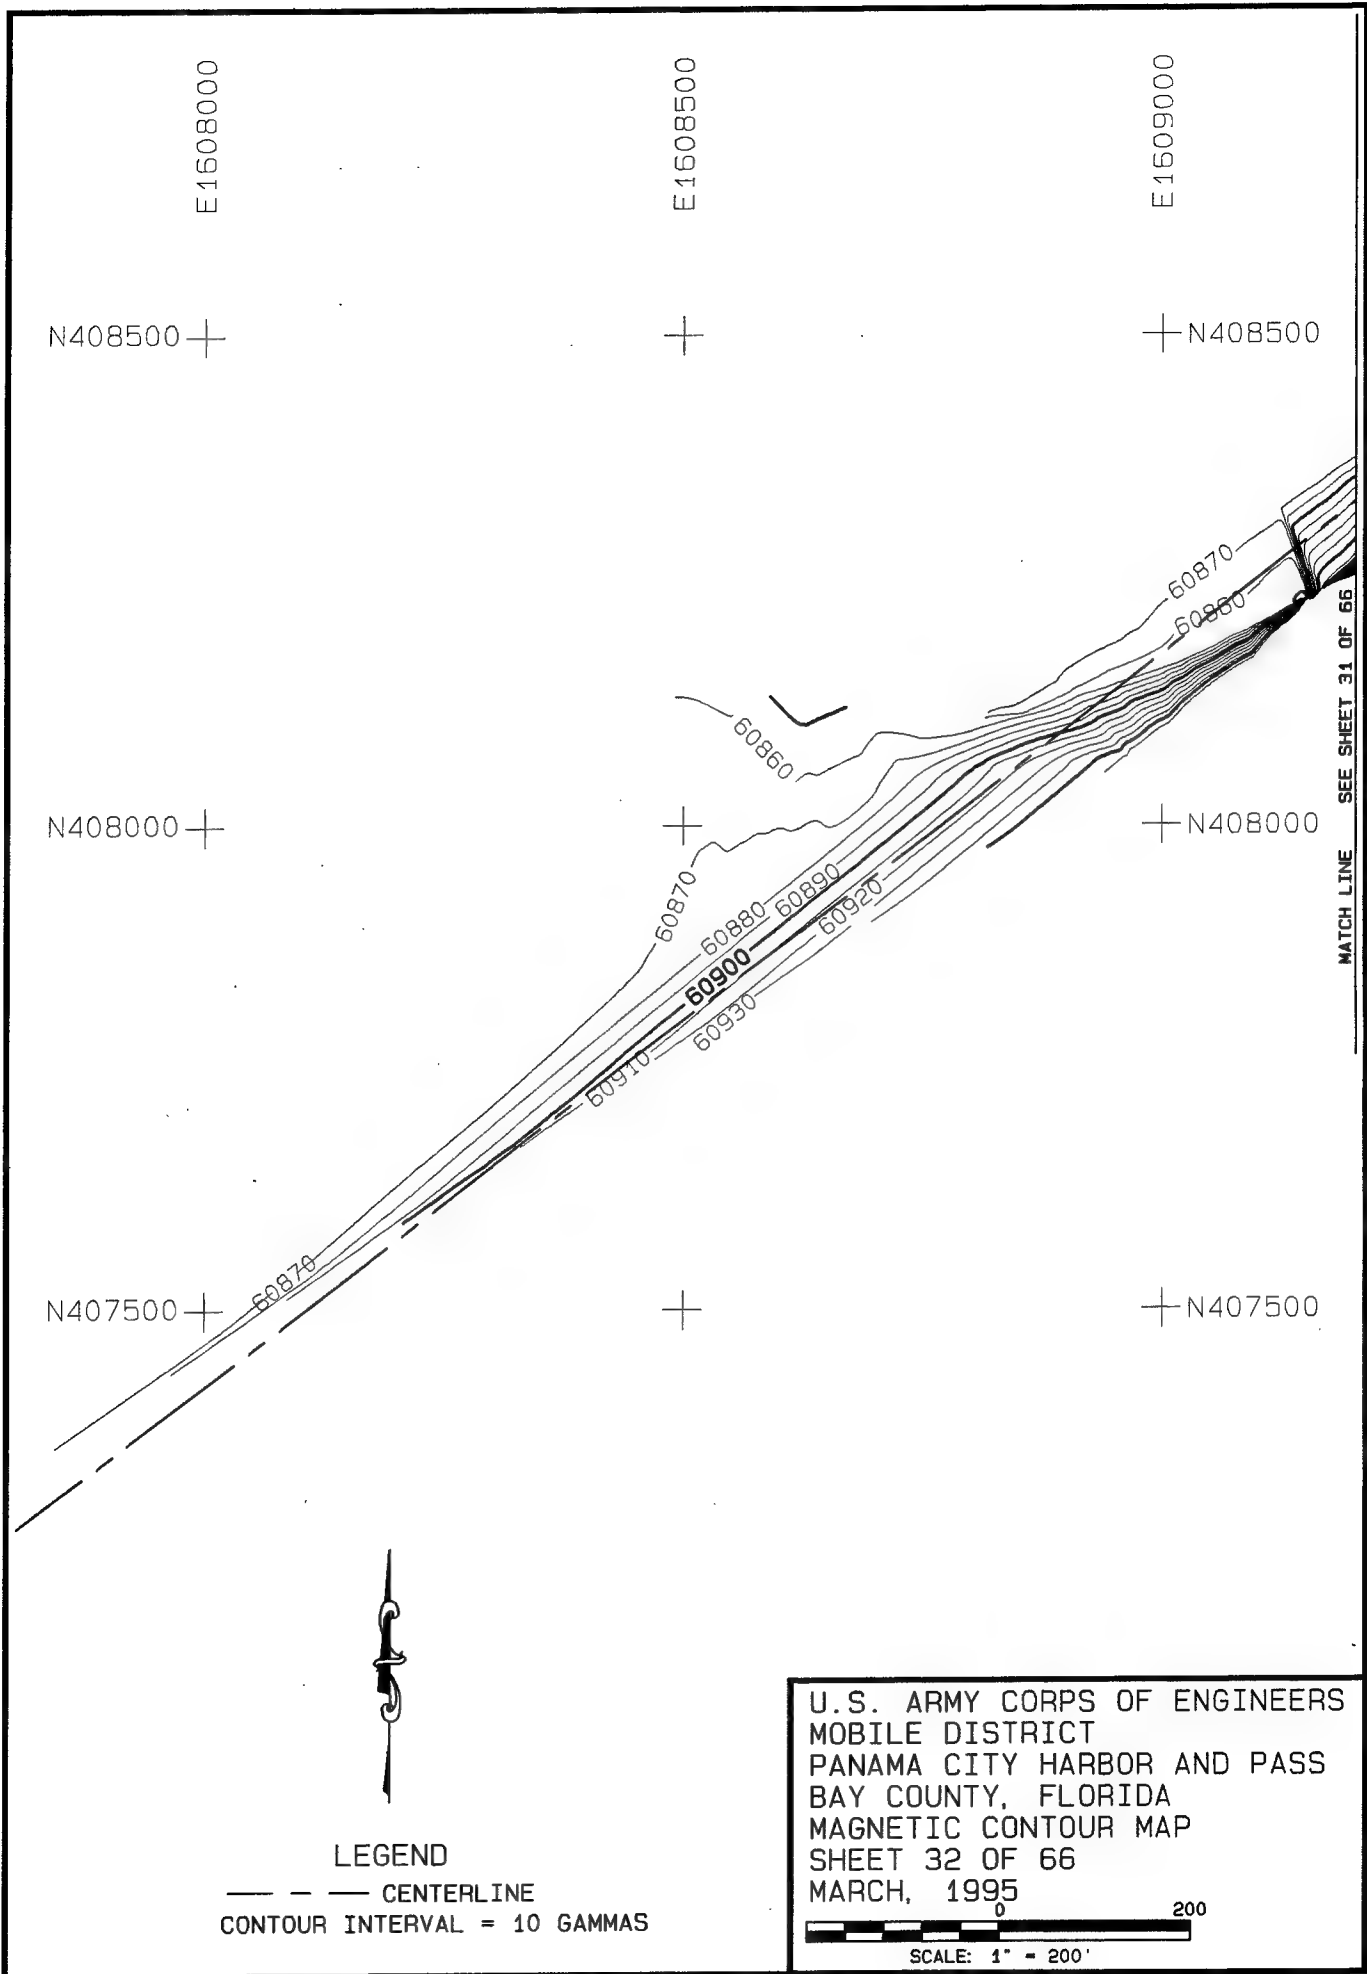 E1608000
E1608500
E1609000
N408500
N408500
60870
60860
60860
MATCH LINE SEE SHEET 31 OF 66
N408000
N408000
60870
60880
60890
60900
60920
60930
60910
60870
N407500
N407500
LEGEND
CENTERLINE
CONTOUR INTERVAL = 10 GAMMAS
U.S. ARMY CORPS OF ENGINEERS
MOBILE DISTRICT
PANAMA CITY HARBOR AND PASS
BAY COUNTY, FLORIDA
MAGNETIC CONTOUR MAP
SHEET 32 OF 66
MARCH, 1995
0 200
SCALE: 1" = 200'